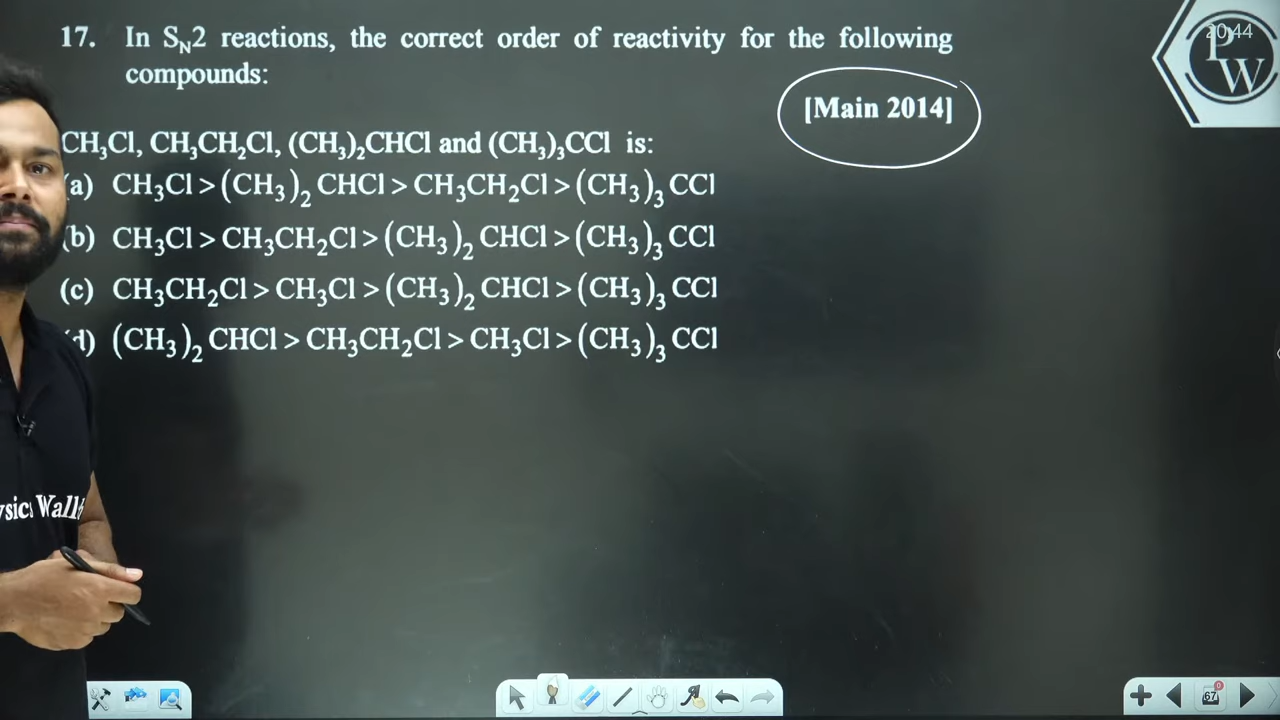 17. In S_N2 reactions, the correct order of reactivity for the following
compounds:
[Main 2014]
CH₃Cl, CH₃CH₂Cl, (CH₃)₂CHCl and (CH₃)₃CCl is:
(a) CH₃Cl > (CH₃)₂ CHCl > CH₃CH₂Cl > (CH₃)₃ CCl
(b) CH₃Cl > CH₃CH₂Cl > (CH₃)₂ CHCl > (CH₃)₃ CCl
(c) CH₃CH₂Cl > CH₃Cl > (CH₃)₂ CHCl > (CH₃)₃ CCl
(d) (CH₃)₂ CHCl > CH₃CH₂Cl > CH₃Cl > (CH₃)₃ CCl
20:44
PW
67
0